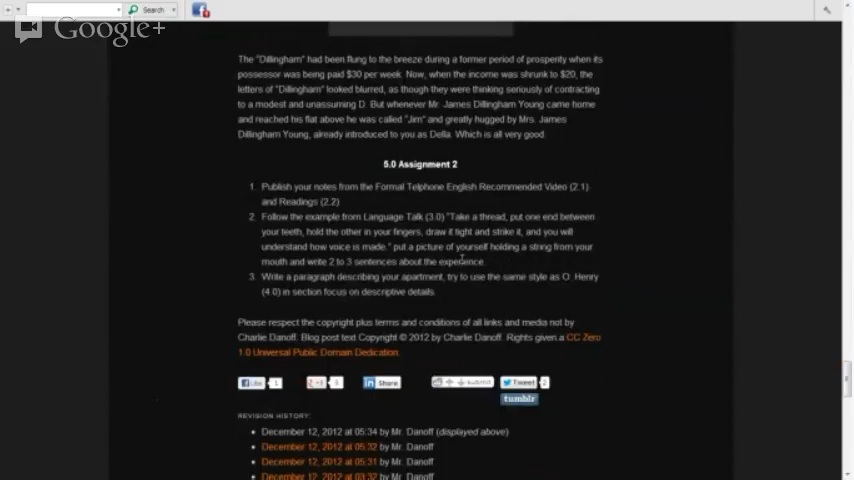 Search
Google+
The "Dillingham" had been flung to the breeze during a former period of prosperity when its
possessor was being paid $30 per week. Now, when the income was shrunk to $20, the
letters of "Dillingham" looked blurred, as though they were thinking seriously of contracting
to a modest and unassuming D. But whenever Mr. James Dillingham Young came home
and reached his flat above he was called "Jim" and greatly hugged by Mrs. James
Dillingham Young, already introduced to you as Della. Which is all very good.
5.0 Assignment 2
1. Publish your notes from the Formal Telphone English Recommended Video (2.1)
and Readings (2.2)
2. Follow the example from Language Talk (3.0) "Take a thread, put one end between
your teeth, hold the other in your fingers, draw it tight and strike it, and you will
understand how voice is made." put a picture of yourself holding a string from your
mouth and write 2 to 3 sentences about the experience.
3. Write a paragraph describing your apartment, try to use the same style as O. Henry
(4.0) in section focus on descriptive details.
Please respect the copyright plus terms and conditions of all links and media not by
Charlie Danoff. Blog post text Copyright © 2012 by Charlie Danoff. Rights given a CC Zero
1.0 Universal Public Domain Dedication.
Like 1 +1 Share submit Tweet 2
tumblr
REVISION HISTORY:
• December 12, 2012 at 05:34 by Mr. Danoff (displayed above)
• December 12, 2012 at 05:32 by Mr. Danoff
• December 12, 2012 at 05:31 by Mr. Danoff
• December 12, 2012 at 03:32 by Mr. Danoff